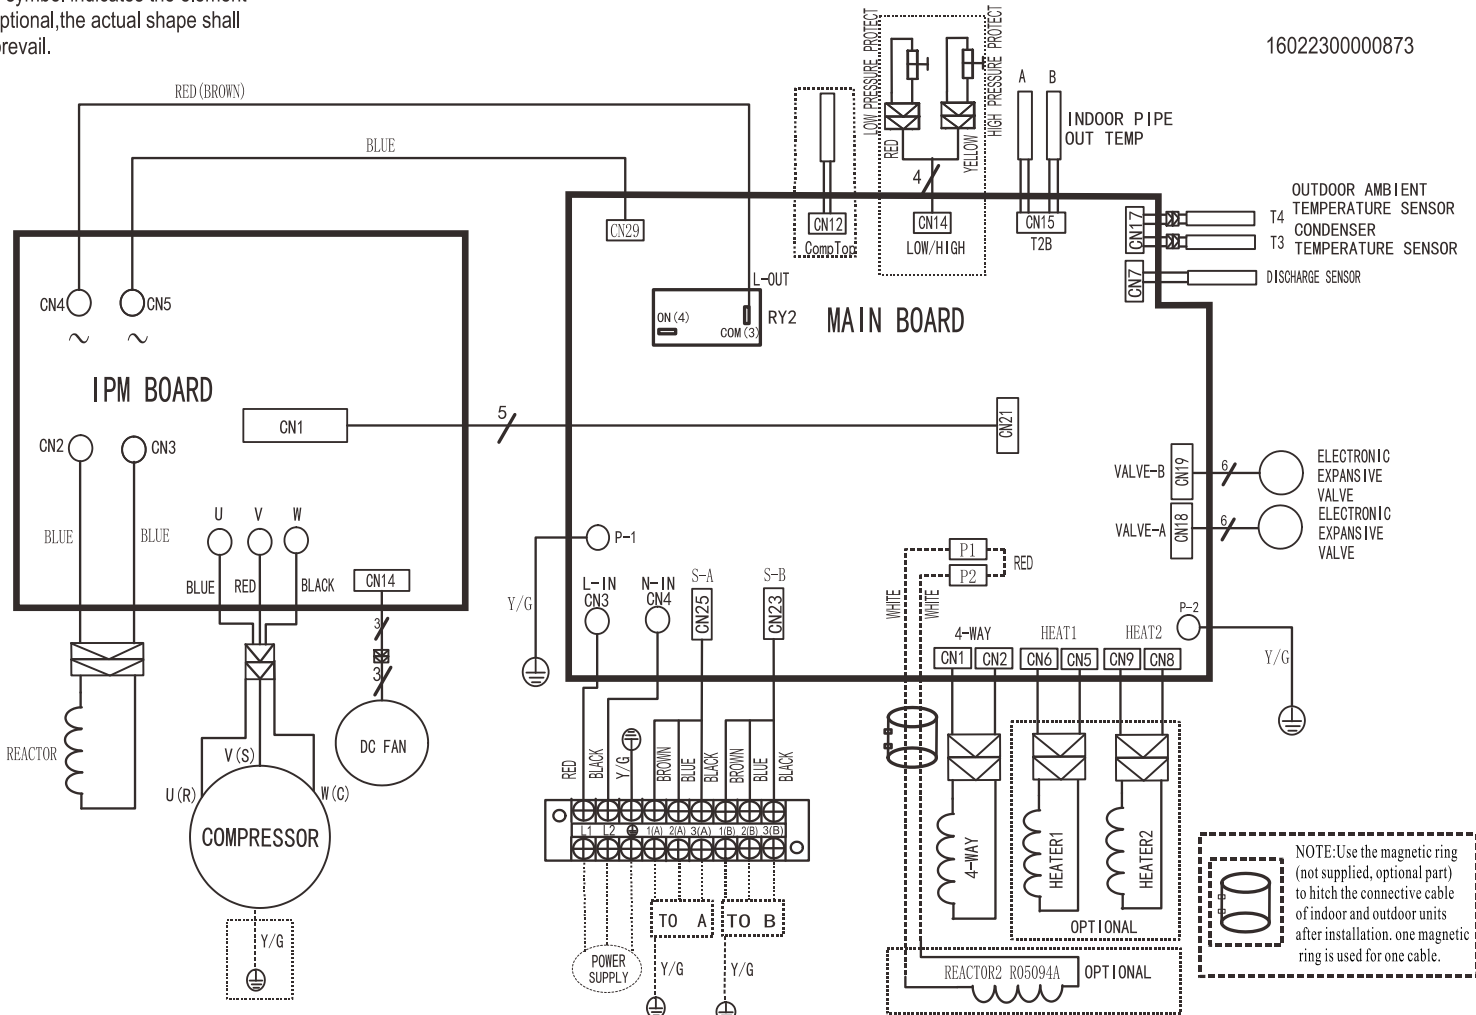 symbol indicates the element
ptional,the actual shape shall
revail.
16022300000873
RED(BROWN)
BLUE
LOW PRESSURE PROTECT
HIGH PRESSURE PROTECT
RED
YELLOW
4
A B
INDOOR PIPE
OUT TEMP
CN12
CompTop
CN14
LOW/HIGH
CN15
T2B
CN17
T4
OUTDOOR AMBIENT
TEMPERATURE SENSOR
T3
CONDENSER
TEMPERATURE SENSOR
CN7
DISCHARGE SENSOR
CN29
L-OUT
ON(4)
COM(3)
RY2
MAIN BOARD
CN4
CN5
~ ~
IPM BOARD
CN1
5
CN21
CN2
CN3
BLUE
BLUE
U V W
BLUE
RED
BLACK
CN14
3
3
DC FAN
REACTOR
V(S)
U(R)
W(C)
COMPRESSOR
Y/G
VALVE-B
CN19
6
ELECTRONIC
EXPANSIVE
VALVE
VALVE-A
CN18
6
ELECTRONIC
EXPANSIVE
VALVE
P-1
Y/G
L-IN
CN3
N-IN
CN4
S-A
CN25
S-B
CN23
P1
P2
RED
WHITE
WHITE
P-2
Y/G
4-WAY
CN1 CN2
HEAT1
CN6 CN5
HEAT2
CN9 CN8
RED
BLACK
Y/G
BROWN
BLUE
BLACK
BROWN
BLUE
BLACK
L1 L2 1(A) 2(A) 3(A) 1(B) 2(B) 3(B)
TO A
TO B
POWER
SUPPLY
Y/G
Y/G
4-WAY
HEATER1
HEATER2
OPTIONAL
REACTOR2 RO5094A
OPTIONAL
NOTE:Use the magnetic ring
(not supplied, optional part)
to hitch the connective cable
of indoor and outdoor units
after installation. one magnetic
ring is used for one cable.